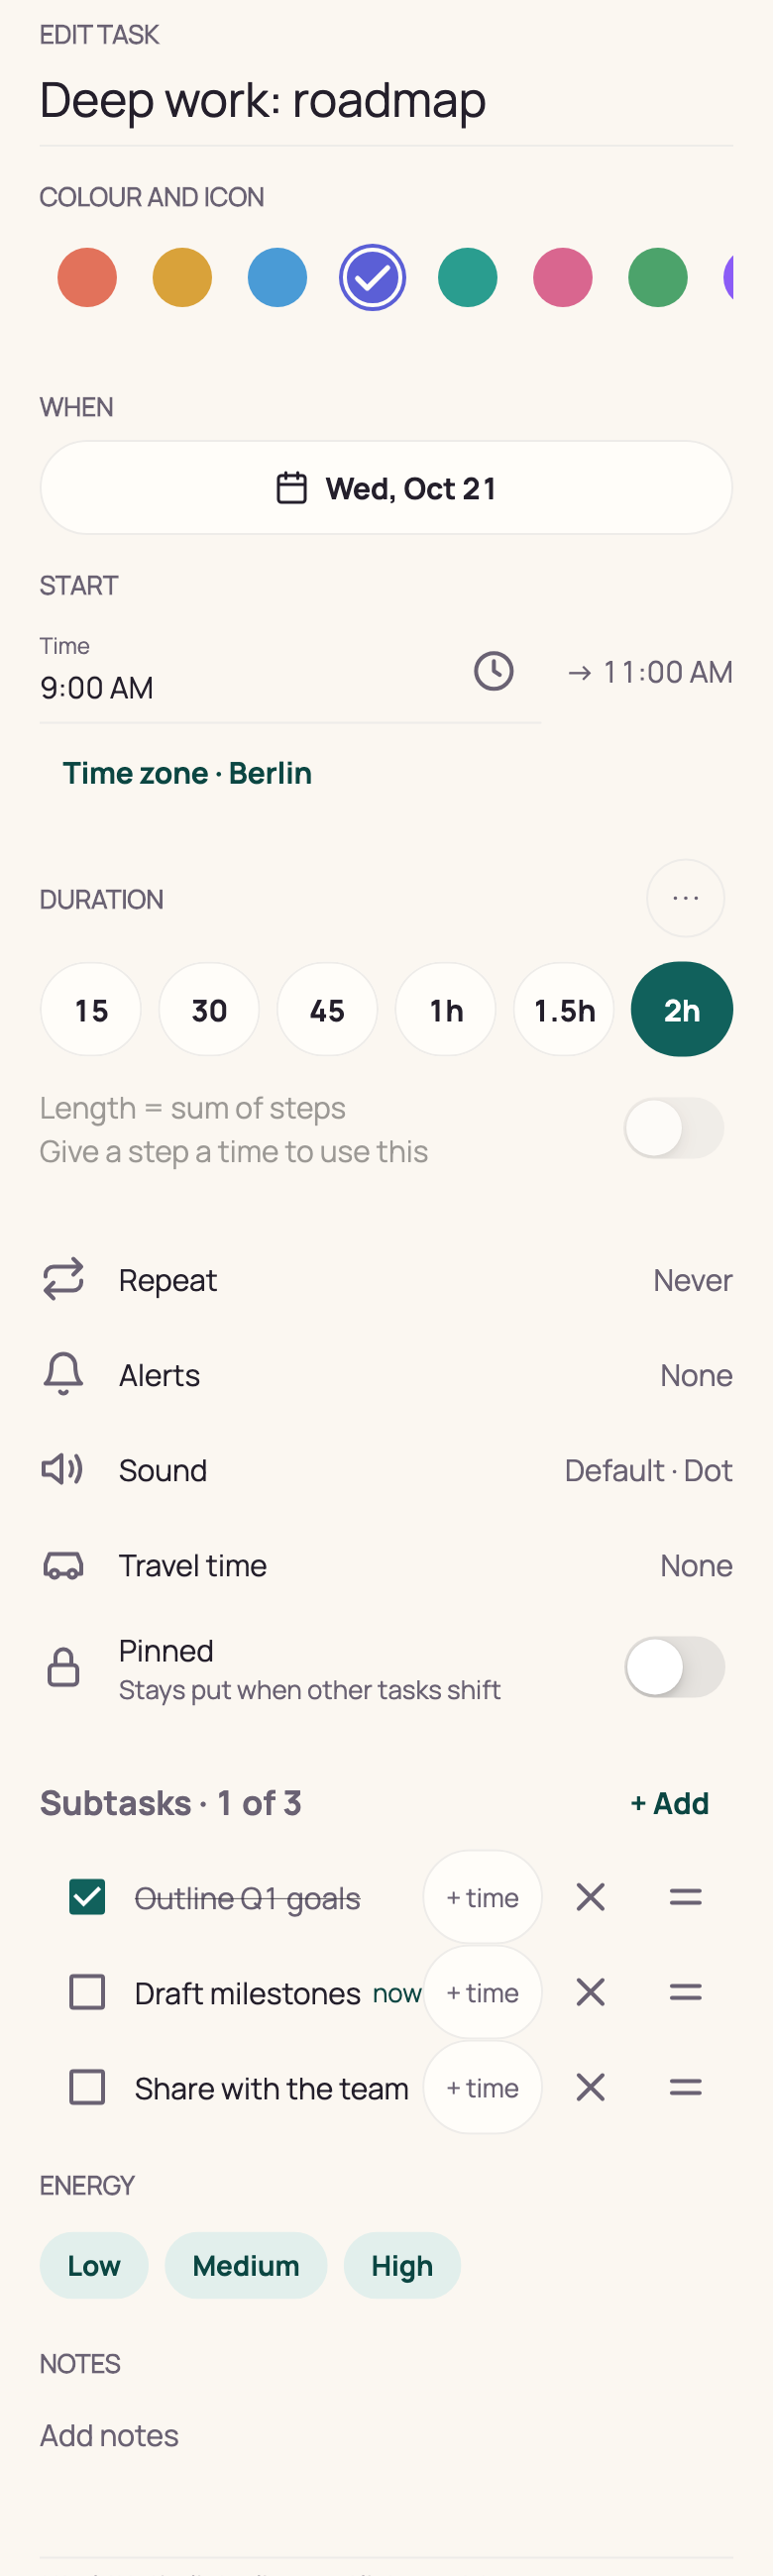 EDIT TASK
Deep work: roadmap
COLOUR AND ICON
WHEN
Wed, Oct 21
START
Time
9:00 AM
→ 11:00 AM
Time zone · Berlin
DURATION
···
15 30 45 1h 1.5h 2h
Length = sum of steps
Give a step a time to use this
Repeat Never
Alerts None
Sound Default · Dot
Travel time None
Pinned
Stays put when other tasks shift
Subtasks · 1 of 3 + Add
Outline Q1 goals + time
Draft milestones now + time
Share with the team + time
ENERGY
Low Medium High
NOTES
Add notes